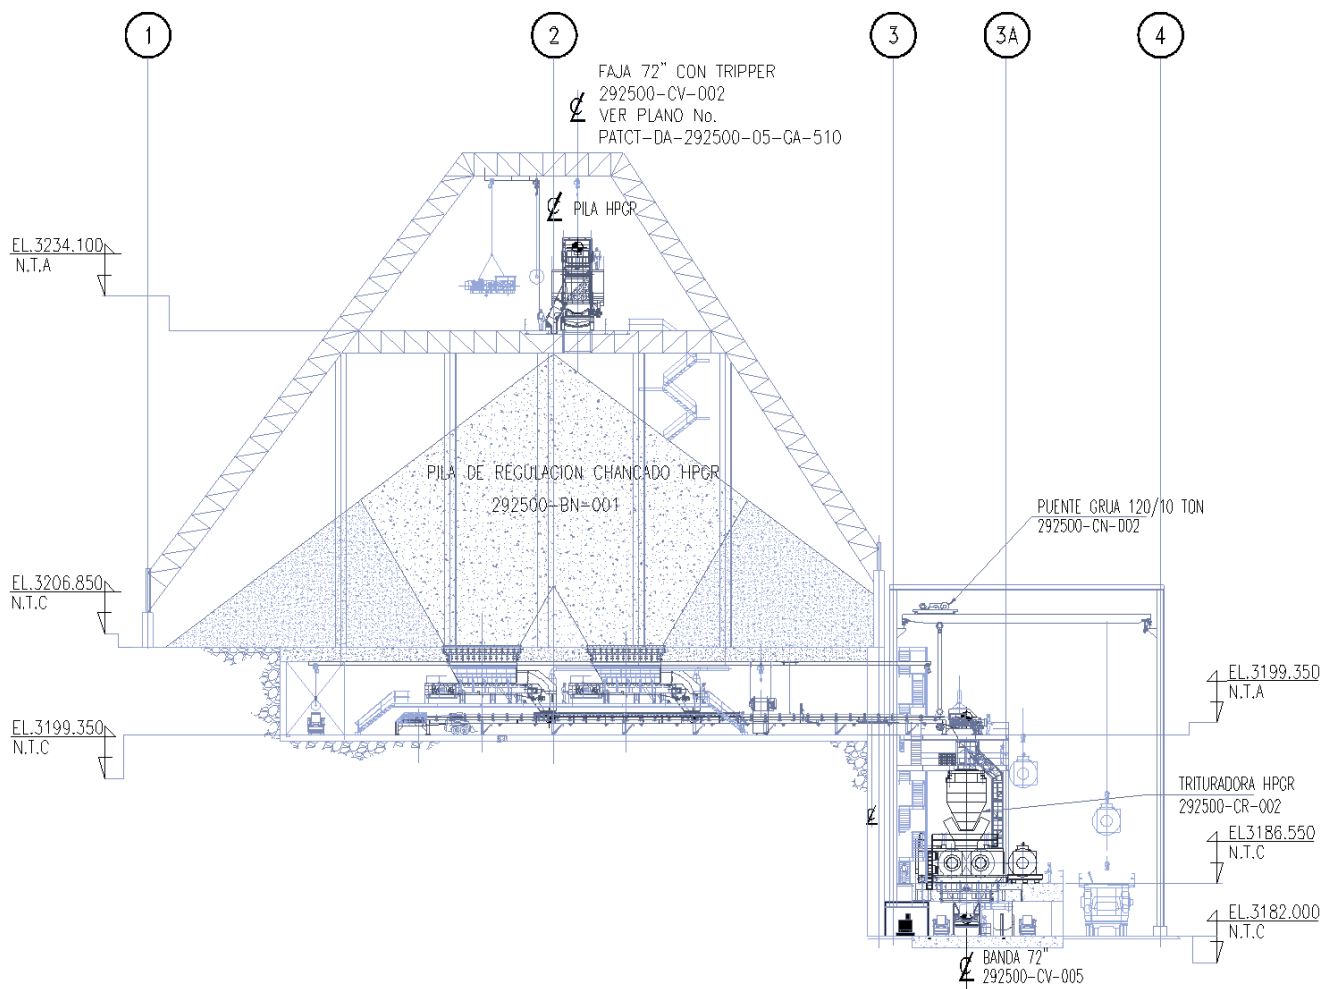 1
2
3
3A
4
FAJA 72" CON TRIPPER
292500-CV-002
VER PLANO No.
PATCT-DA-292500-05-GA-510
PILA HPGR
EL.3234.100
N.T.A
PILA DE REGULACION CHANCADO HPGR
292500-BN-001
PUENTE GRUA 120/10 TON
292500-CN-002
EL.3206.850
N.T.C
EL.3199.350
N.T.A
EL.3199.350
N.T.C
TRITURADORA HPGR
292500-CR-002
EL3186.550
N.T.C
EL.3182.000
N.T.C
BANDA 72"
292500-CV-005